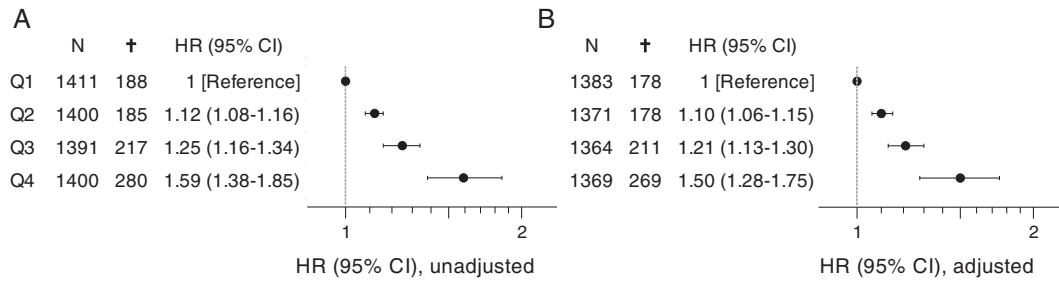 A
N † HR (95% CI)
Q1 1411 188 1 [Reference]
Q2 1400 185 1.12 (1.08-1.16)
Q3 1391 217 1.25 (1.16-1.34)
Q4 1400 280 1.59 (1.38-1.85)
1 2
HR (95% CI), unadjusted
B
N † HR (95% CI)
1383 178 1 [Reference]
1371 178 1.10 (1.06-1.15)
1364 211 1.21 (1.13-1.30)
1369 269 1.50 (1.28-1.75)
1 2
HR (95% CI), adjusted